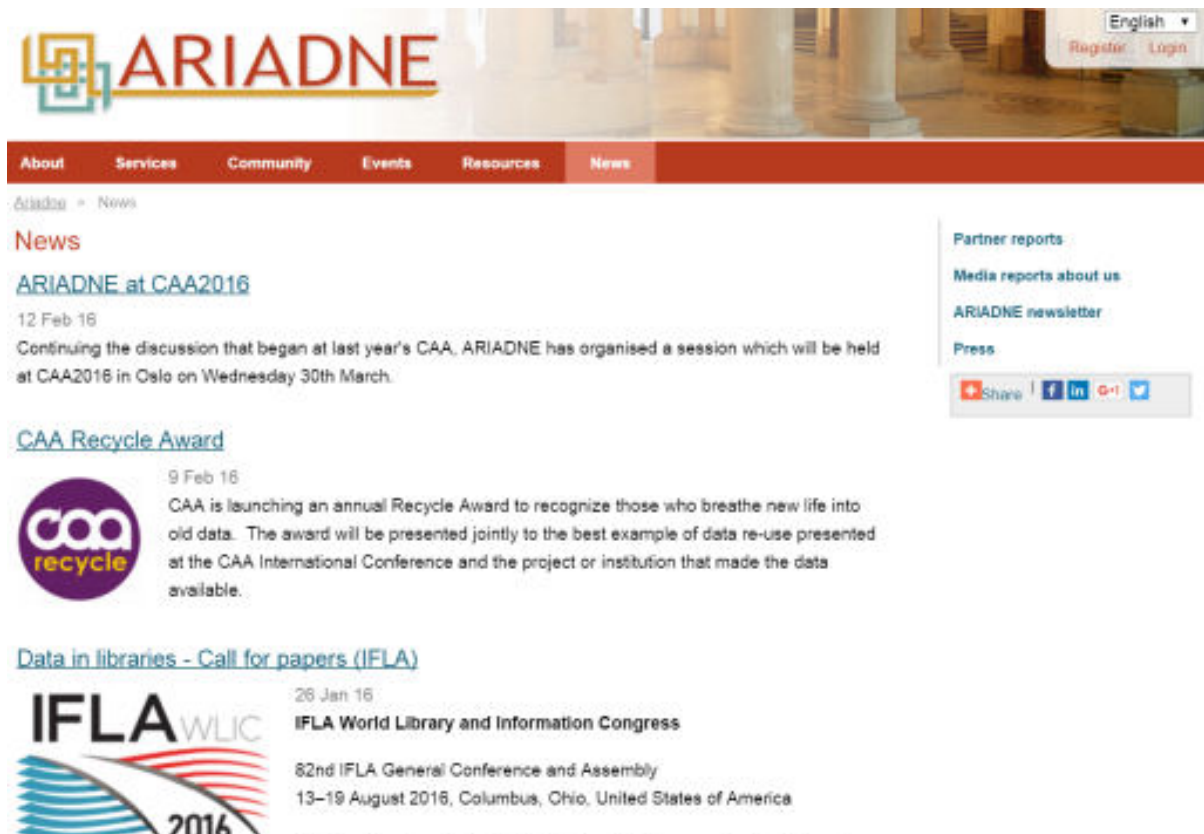 ARIADNE
English
Register Login
About Services Community Events Resources News
Ariadne » News
News
ARIADNE at CAA2016
12 Feb 16
Continuing the discussion that began at last year's CAA, ARIADNE has organised a session which will be held
at CAA2016 in Oslo on Wednesday 30th March.
CAA Recycle Award
caa
recycle
9 Feb 16
CAA is launching an annual Recycle Award to recognize those who breathe new life into
old data. The award will be presented jointly to the best example of data re-use presented
at the CAA International Conference and the project or institution that made the data
available.
Data in libraries - Call for papers (IFLA)
IFLA WLIC
2016
26 Jan 16
IFLA World Library and Information Congress
82nd IFLA General Conference and Assembly
13–19 August 2016, Columbus, Ohio, United States of America
Partner reports
Media reports about us
ARIADNE newsletter
Press
Share | f in G+1